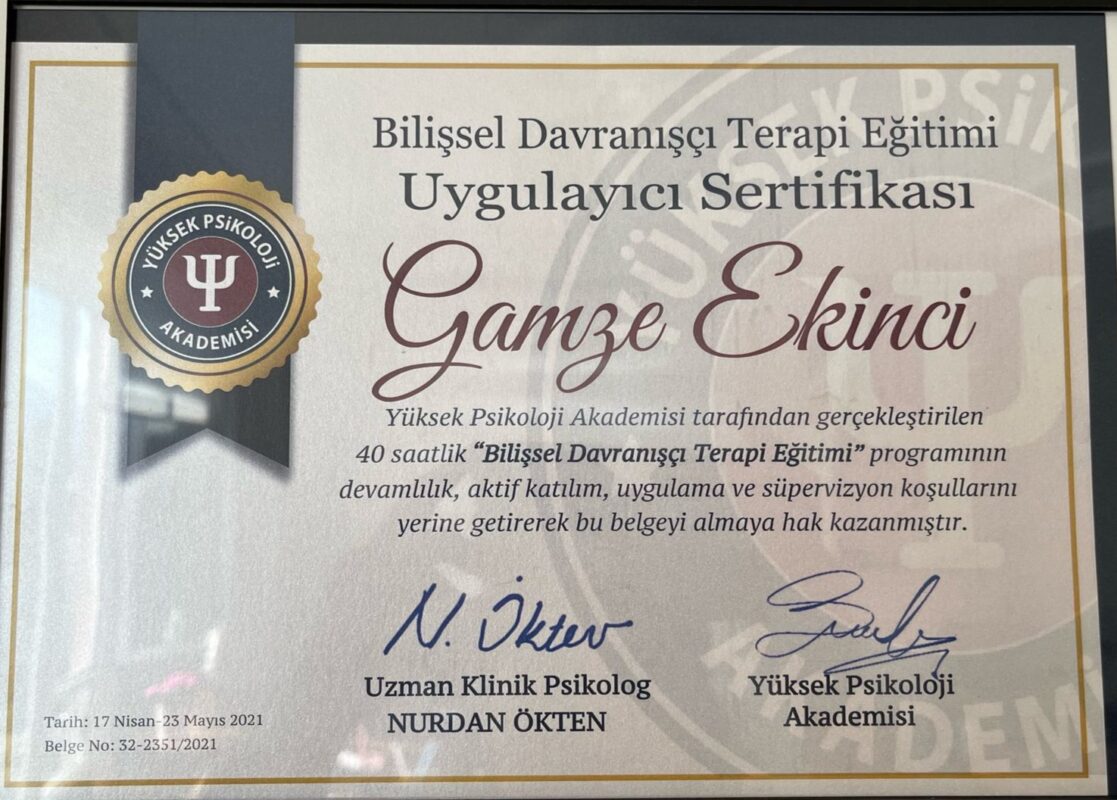 YÜKSEK PSiKOLOJi
AKADEMİSİ
Bilişsel Davranışçı Terapi Eğitimi
Uygulayıcı Sertifikası
Gamze Ekinci
Yüksek Psikoloji Akademisi tarafından gerçekleştirilen
40 saatlik “Bilişsel Davranışçı Terapi Eğitimi” programının
devamlılık, aktif katılım, uygulama ve süpervizyon koşullarını
yerine getirerek bu belgeyi almaya hak kazanmıştır.
N. Ökten
Uzman Klinik Psikolog
NURDAN ÖKTEN
Yüksek Psikoloji
Akademisi
Tarih: 17 Nisan-23 Mayıs 2021
Belge No: 32-2351/2021